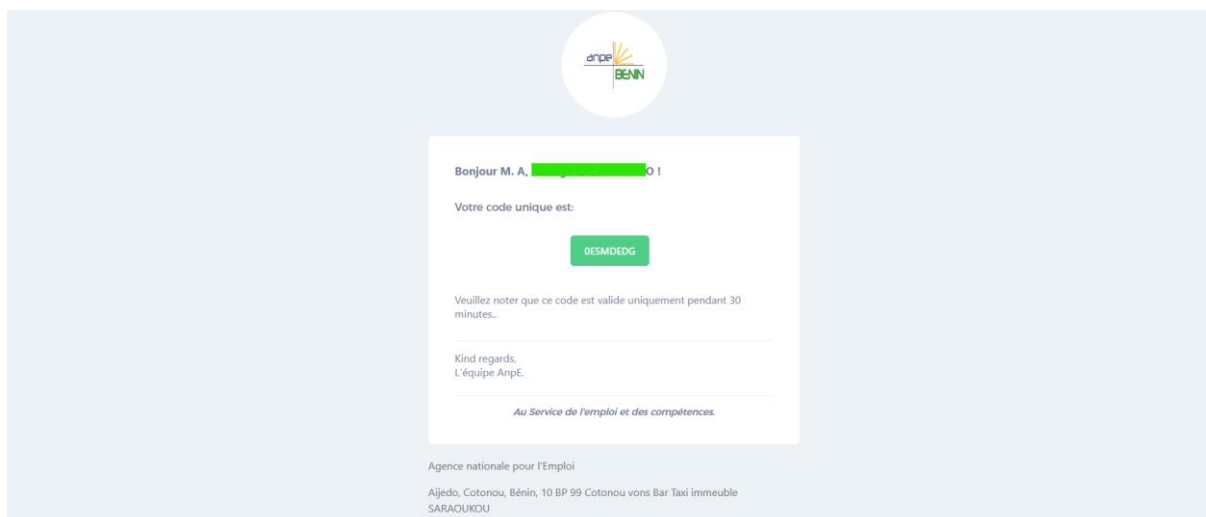 anpe
BENIN
Bonjour M. A, O !
Votre code unique est:
0ESMDEDG
Veuillez noter que ce code est valide uniquement pendant 30
minutes..
Kind regards,
L'équipe AnpE.
Au Service de l'emploi et des compétences.
Agence nationale pour l'Emploi
Aijedo, Cotonou, Bénin, 10 BP 99 Cotonou vons Bar Taxi immeuble
SARAOUKOU